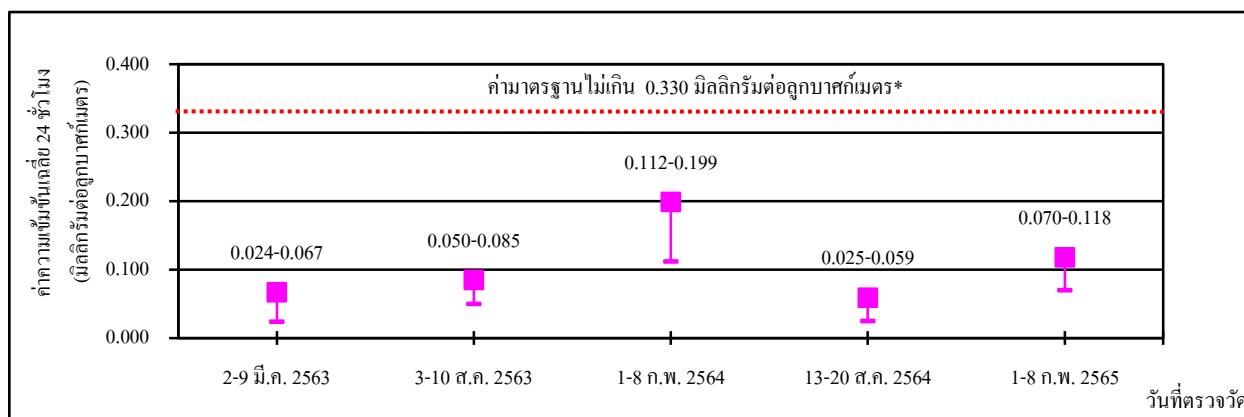 ค่าความเข้มข้นเฉลี่ย 24 ชั่วโมง
(มิลลิกรัมต่อลูกบาศก์เมตร)
0.400
ค่ามาตรฐานไม่เกิน 0.330 มิลลิกรัมต่อลูกบาศก์เมตร*
0.300
0.112-0.199
0.200
0.070-0.118
0.050-0.085
0.024-0.067
0.025-0.059
0.100
0.000
2-9 มี.ค. 2563
3-10 ส.ค. 2563
1-8 ก.พ. 2564
13-20 ส.ค. 2564
1-8 ก.พ. 2565
วันที่ตรวจวัด